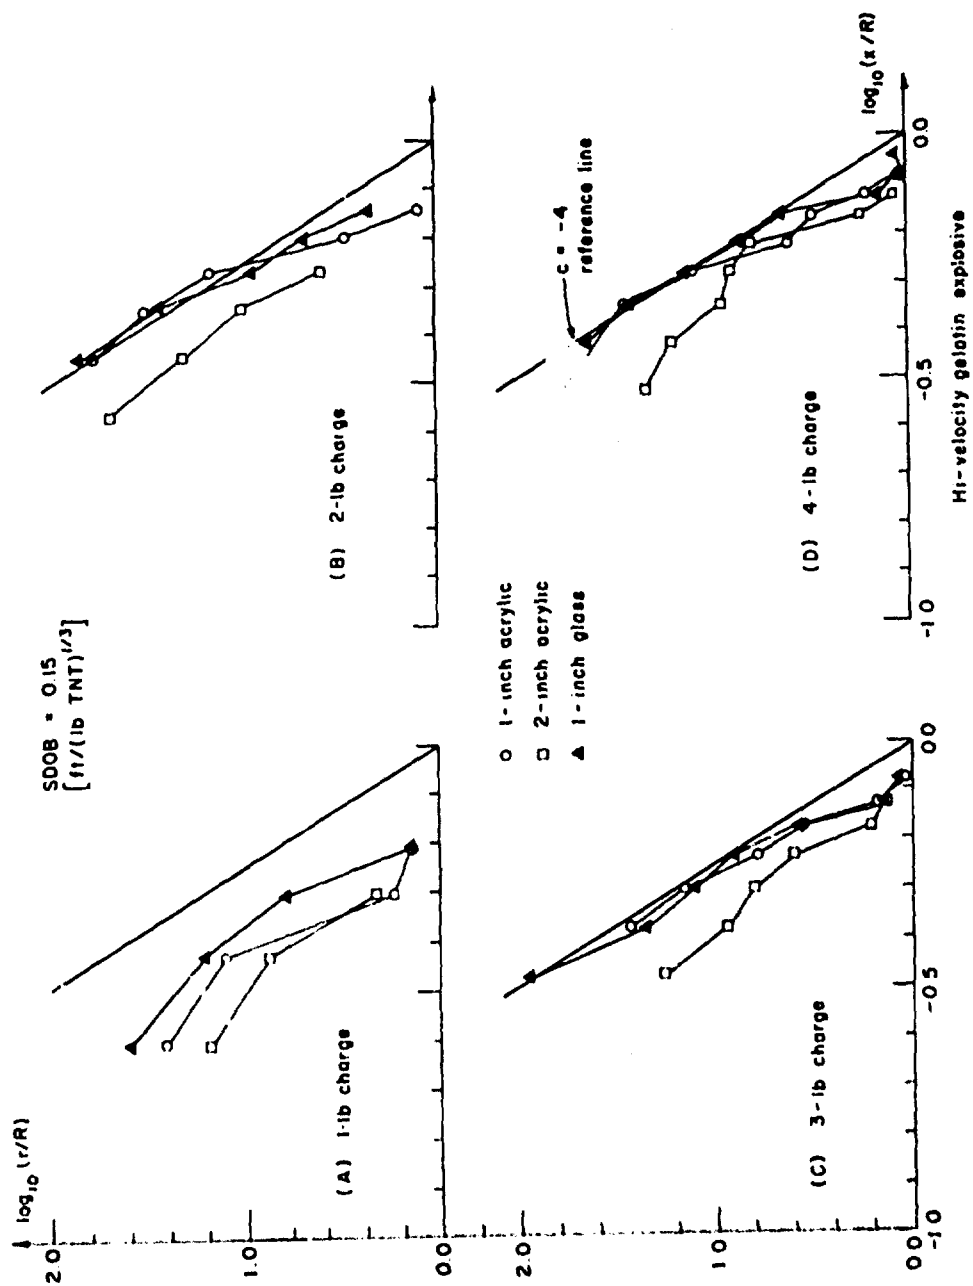 log10 (r/R)
SDOB = 0.15
[ft/(lb TNT)^1/3]
2.0
1.0
0.0
(A) 1-lb charge
(B) 2-lb charge
○ 1-inch acrylic
□ 2-inch acrylic
▲ 1-inch glass
2.0
1.0
0.0
(C) 3-lb charge
-1.0
-0.5
0.0
c = -4
reference line
(D) 4-lb charge
-1.0
-0.5
0.0
log10 (x/R)
Hi-velocity gelatin explosive